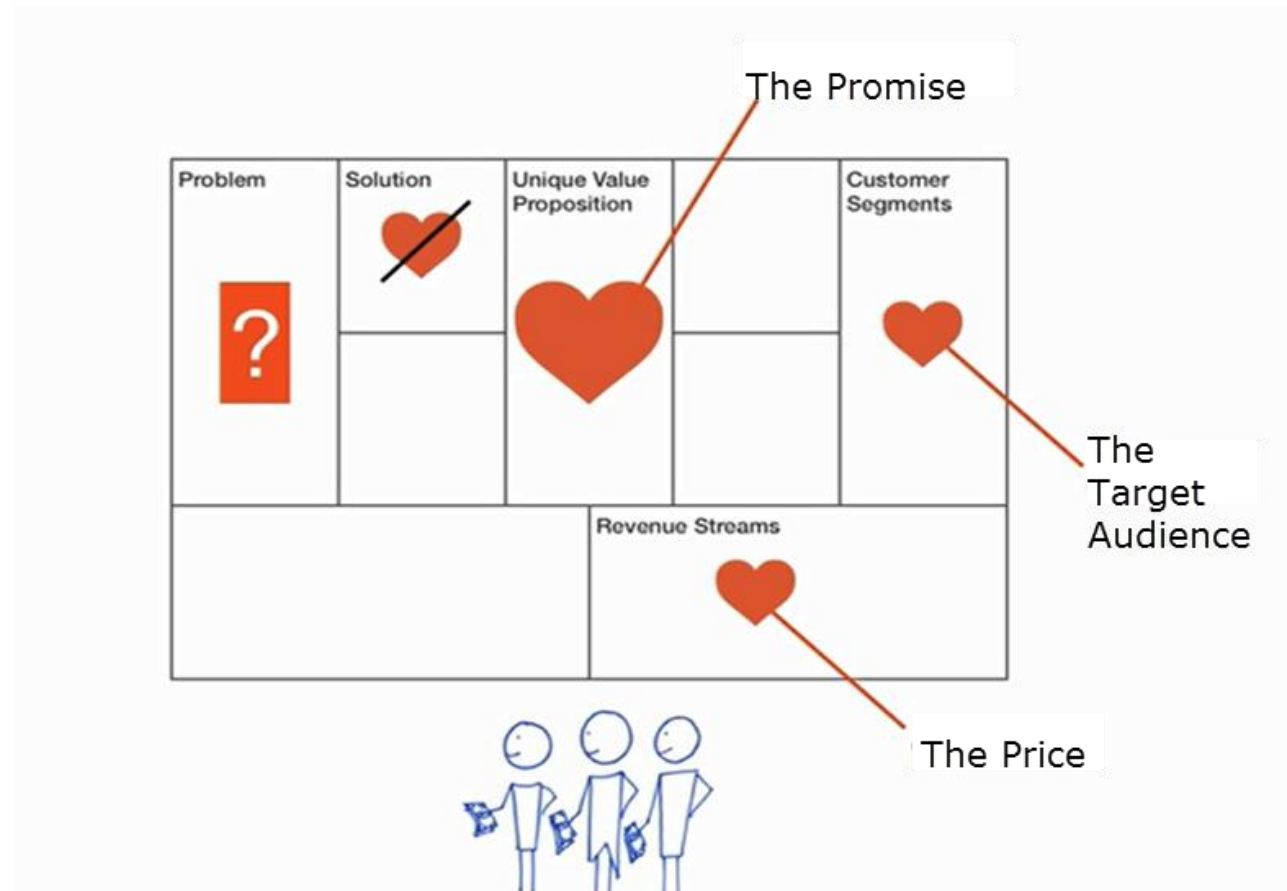 The Promise
Problem
Solution
Unique Value
Proposition
Customer
Segments
?
The
Target
Audience
Revenue Streams
The Price